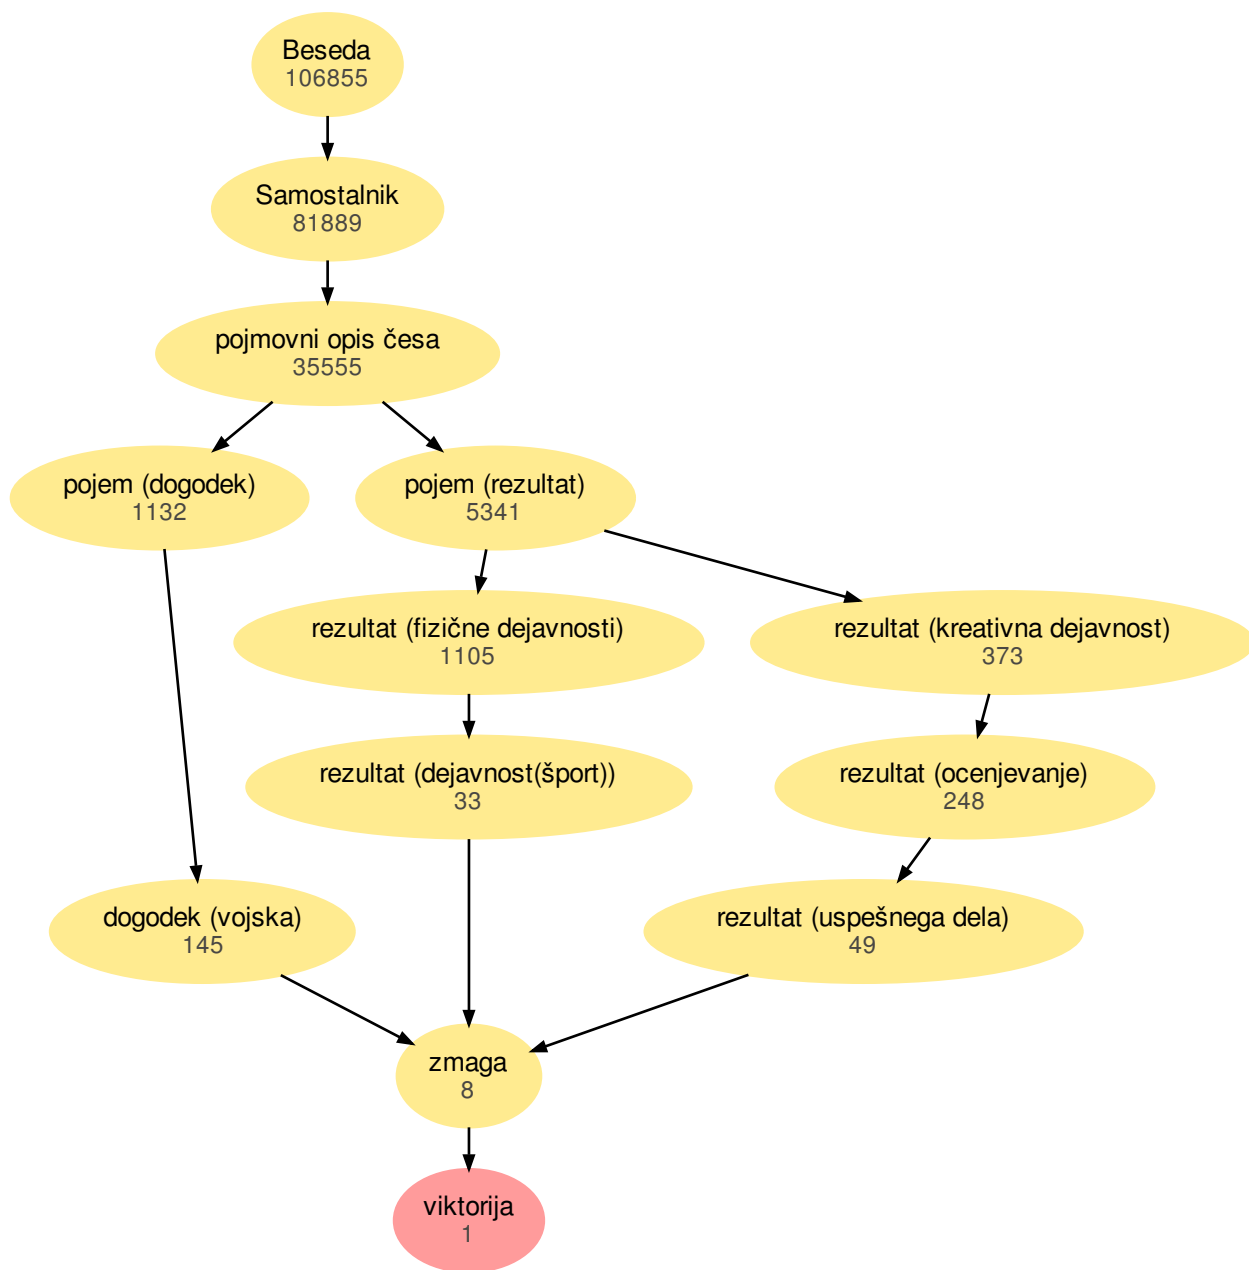 Beseda
106855
Samostalnik
81889
pojmovni opis česa
35555
pojem (dogodek)
1132
pojem (rezultat)
5341
rezultat (fizične dejavnosti)
1105
rezultat (kreativna dejavnost)
373
rezultat (dejavnost(šport))
33
rezultat (ocenjevanje)
248
dogodek (vojska)
145
rezultat (uspešnega dela)
49
zmaga
8
viktorija
1